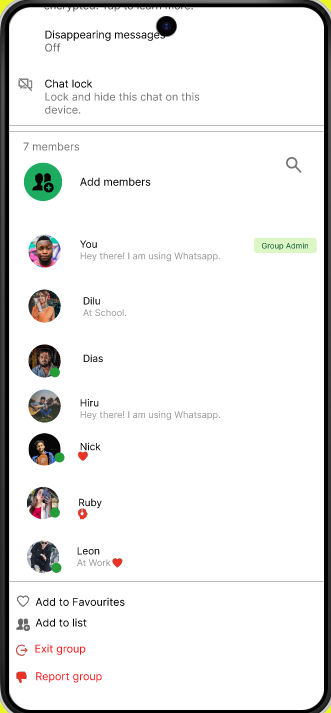 encrypted. Tap to learn more.
Disappearing messages
Off
Chat lock
Lock and hide this chat on this
device.
7 members
Add members
You
Group Admin
Hey there! I am using Whatsapp.
Dilu
At School.
Dias
Hiru
Hey there! I am using Whatsapp.
Nick
Ruby
Leon
At Work
Add to Favourites
Add to list
Exit group
Report group